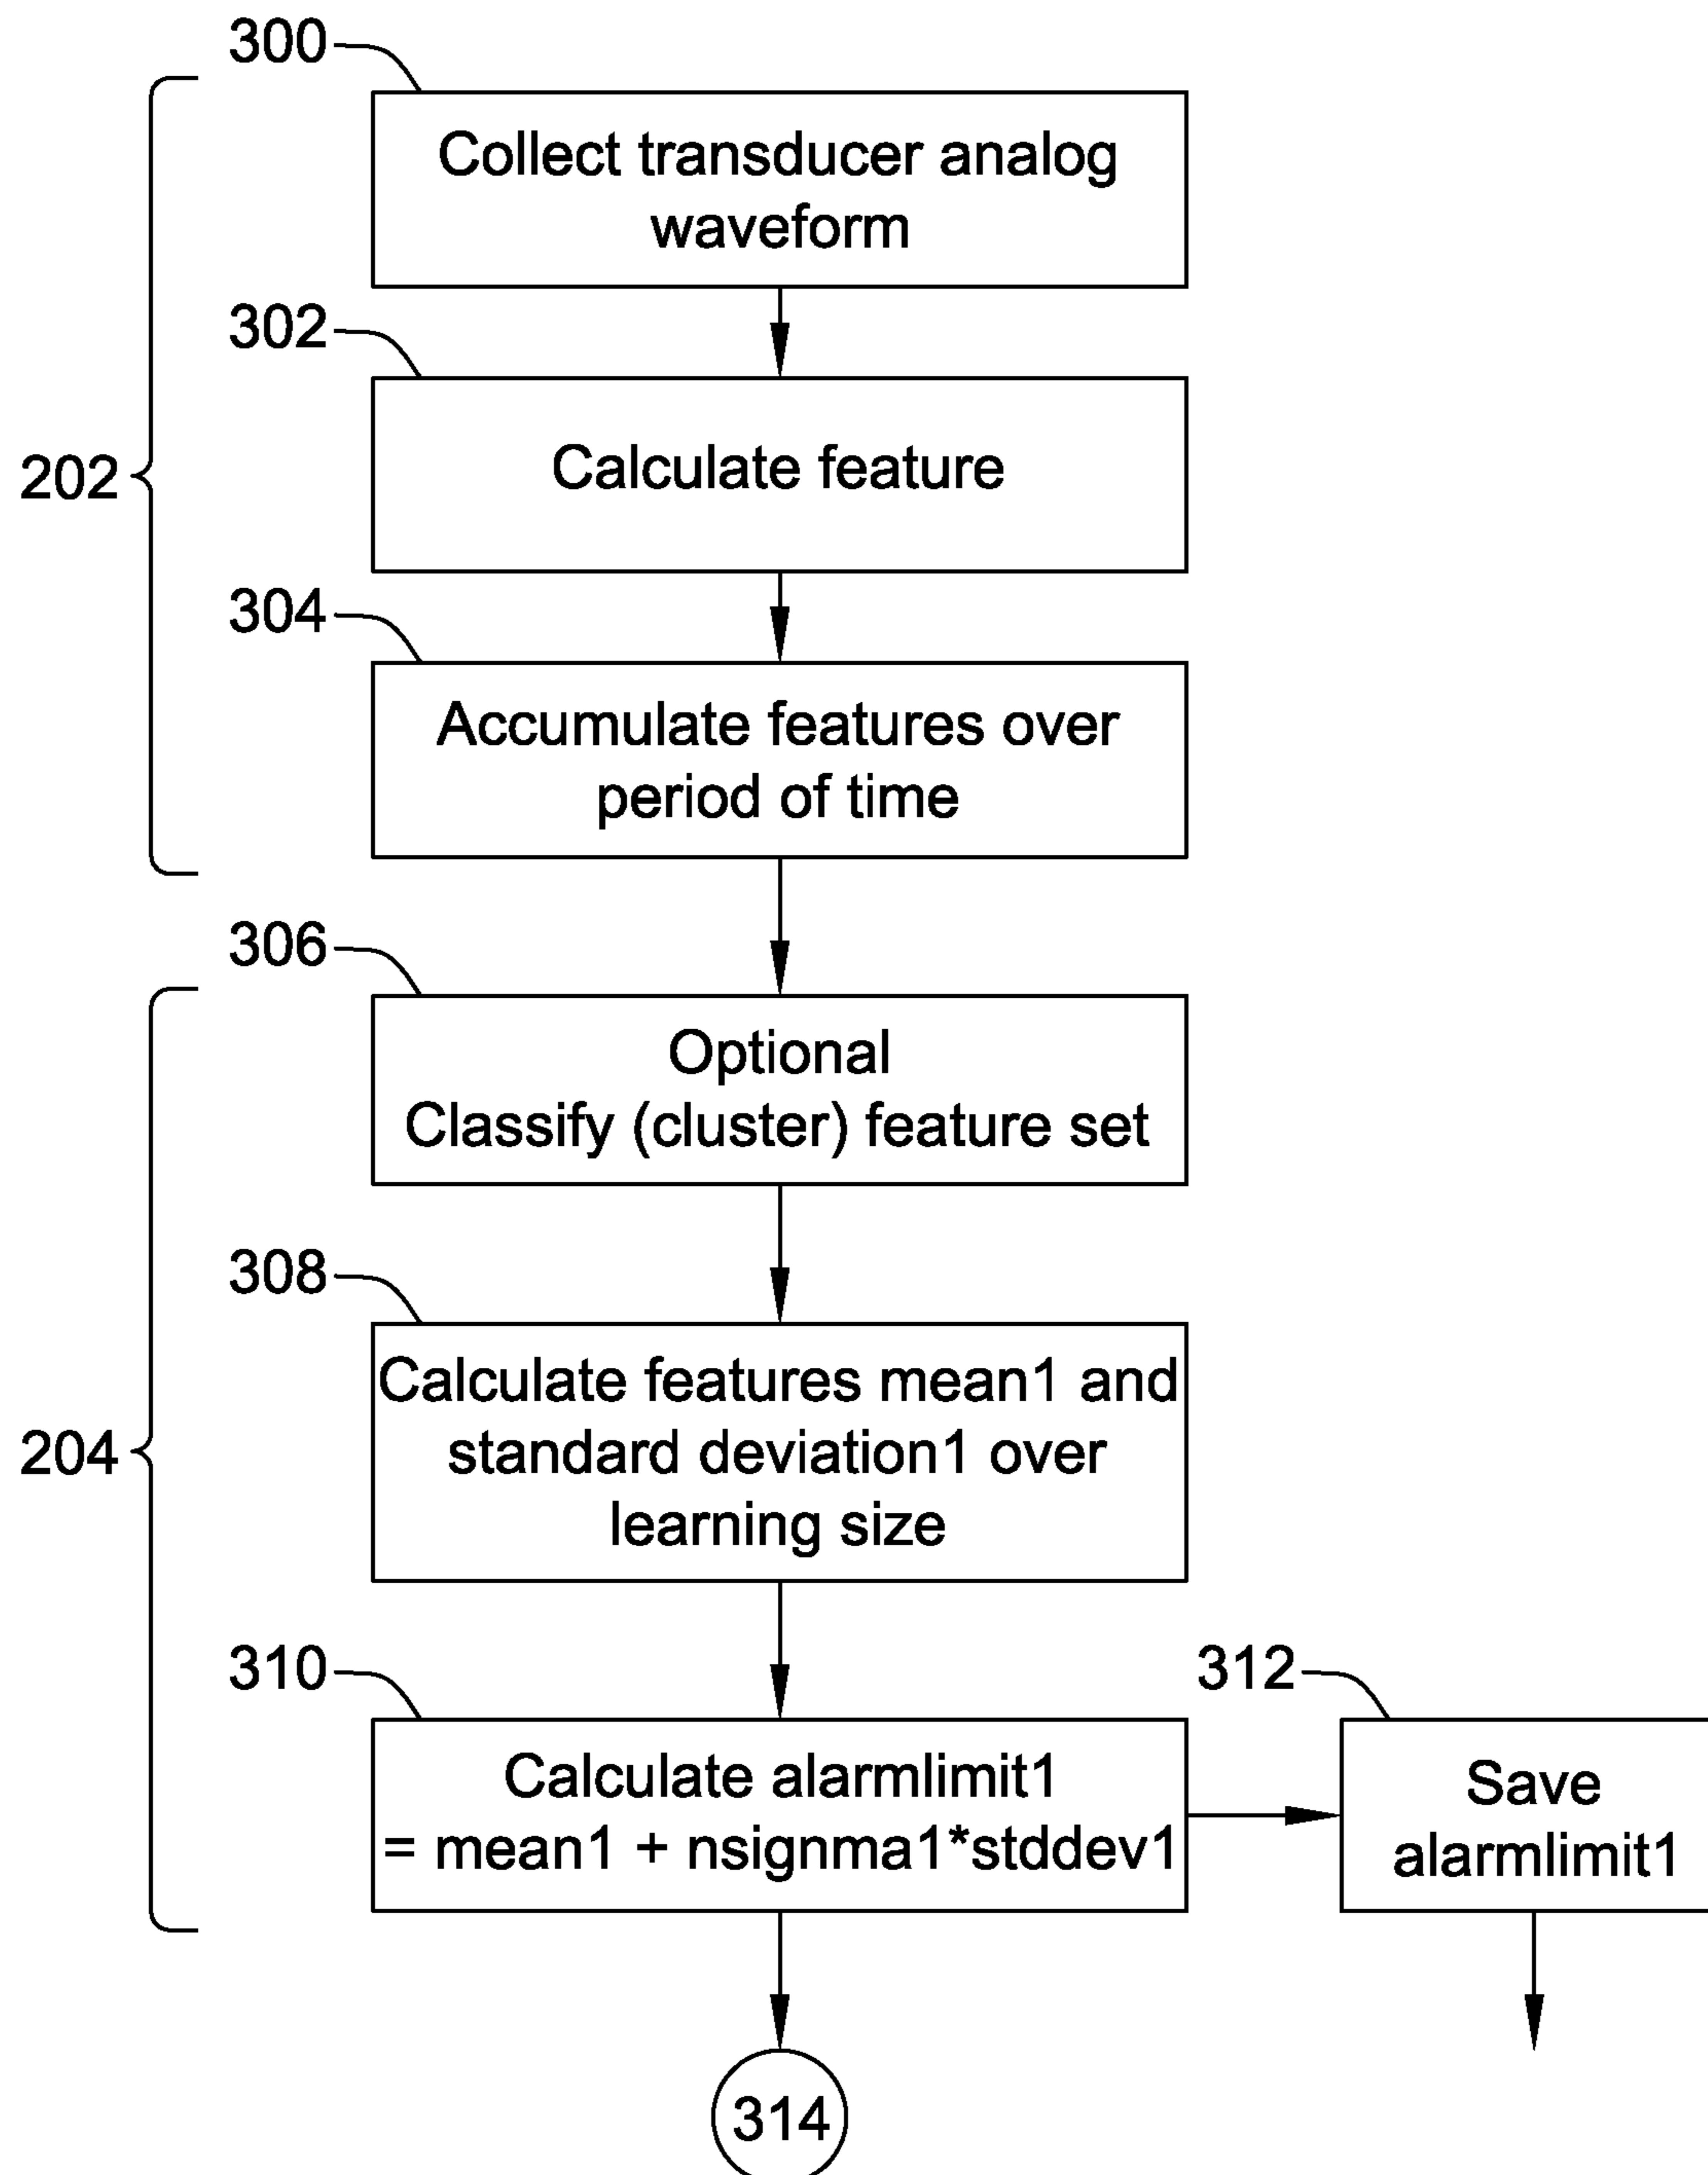 300
Collect transducer analog
waveform
302
Calculate feature
202
304
Accumulate features over
period of time
306
Optional
Classify (cluster) feature set
308
Calculate features mean1 and
standard deviation1 over
learning size
204
310
Calculate alarmlimit1
= mean1 + nsignma1*stddev1
312
Save
alarmlimit1
314